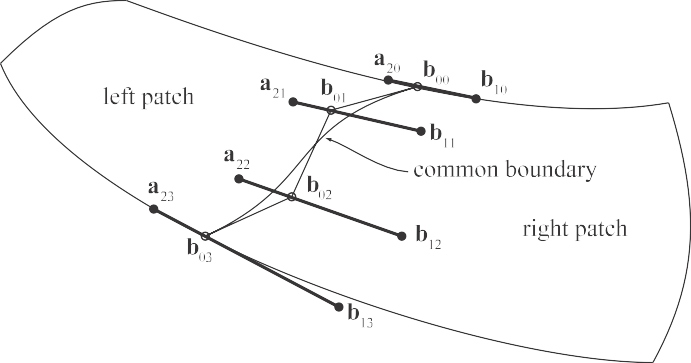 a20
b00
b10
left patch
a21
b01
b11
a22
common boundary
b02
a23
b12
right patch
b03
b13